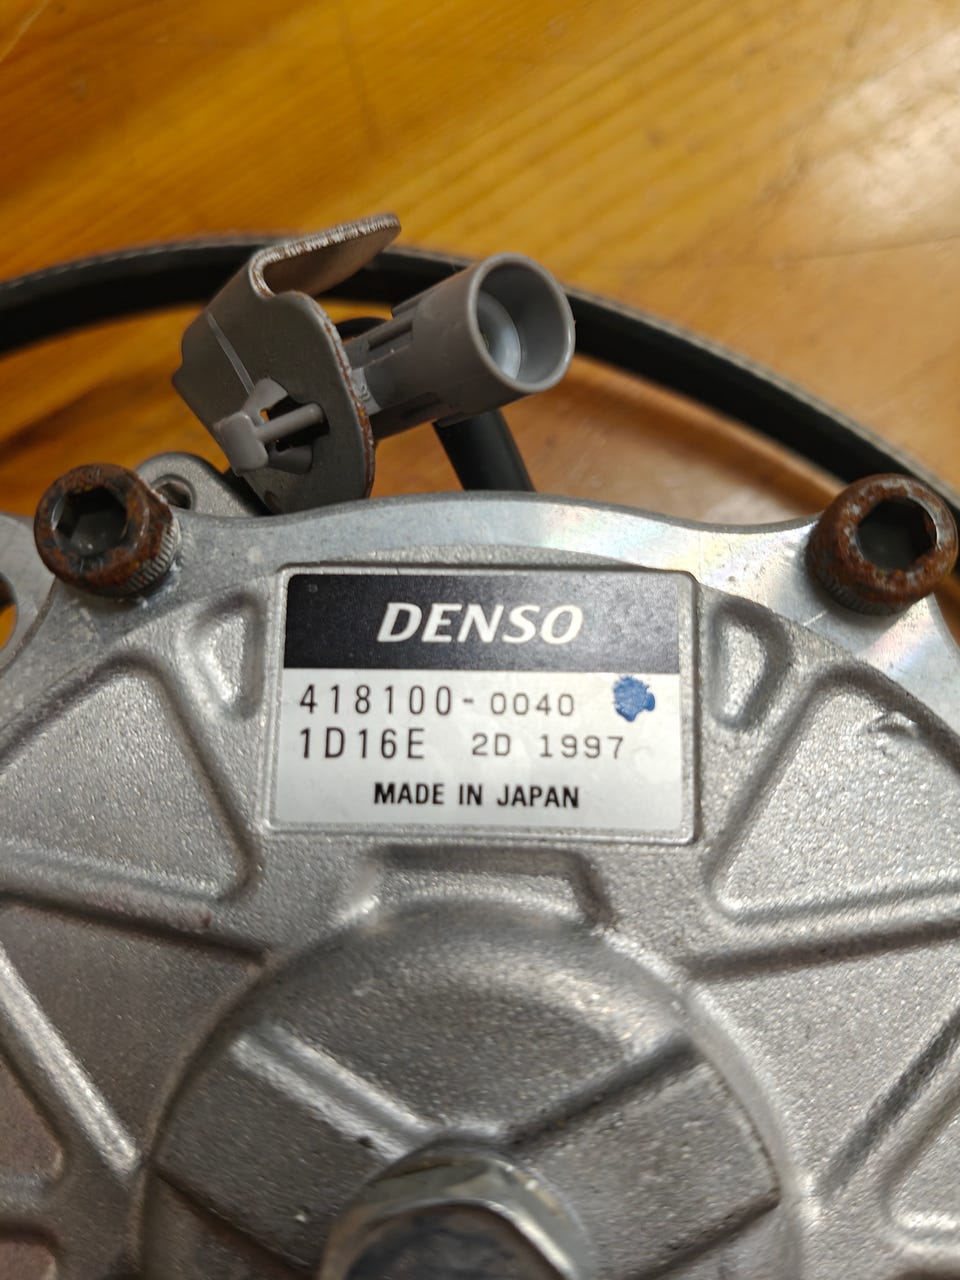 DENSO
418100-0040
1D16E 2D 1997
MADE IN JAPAN